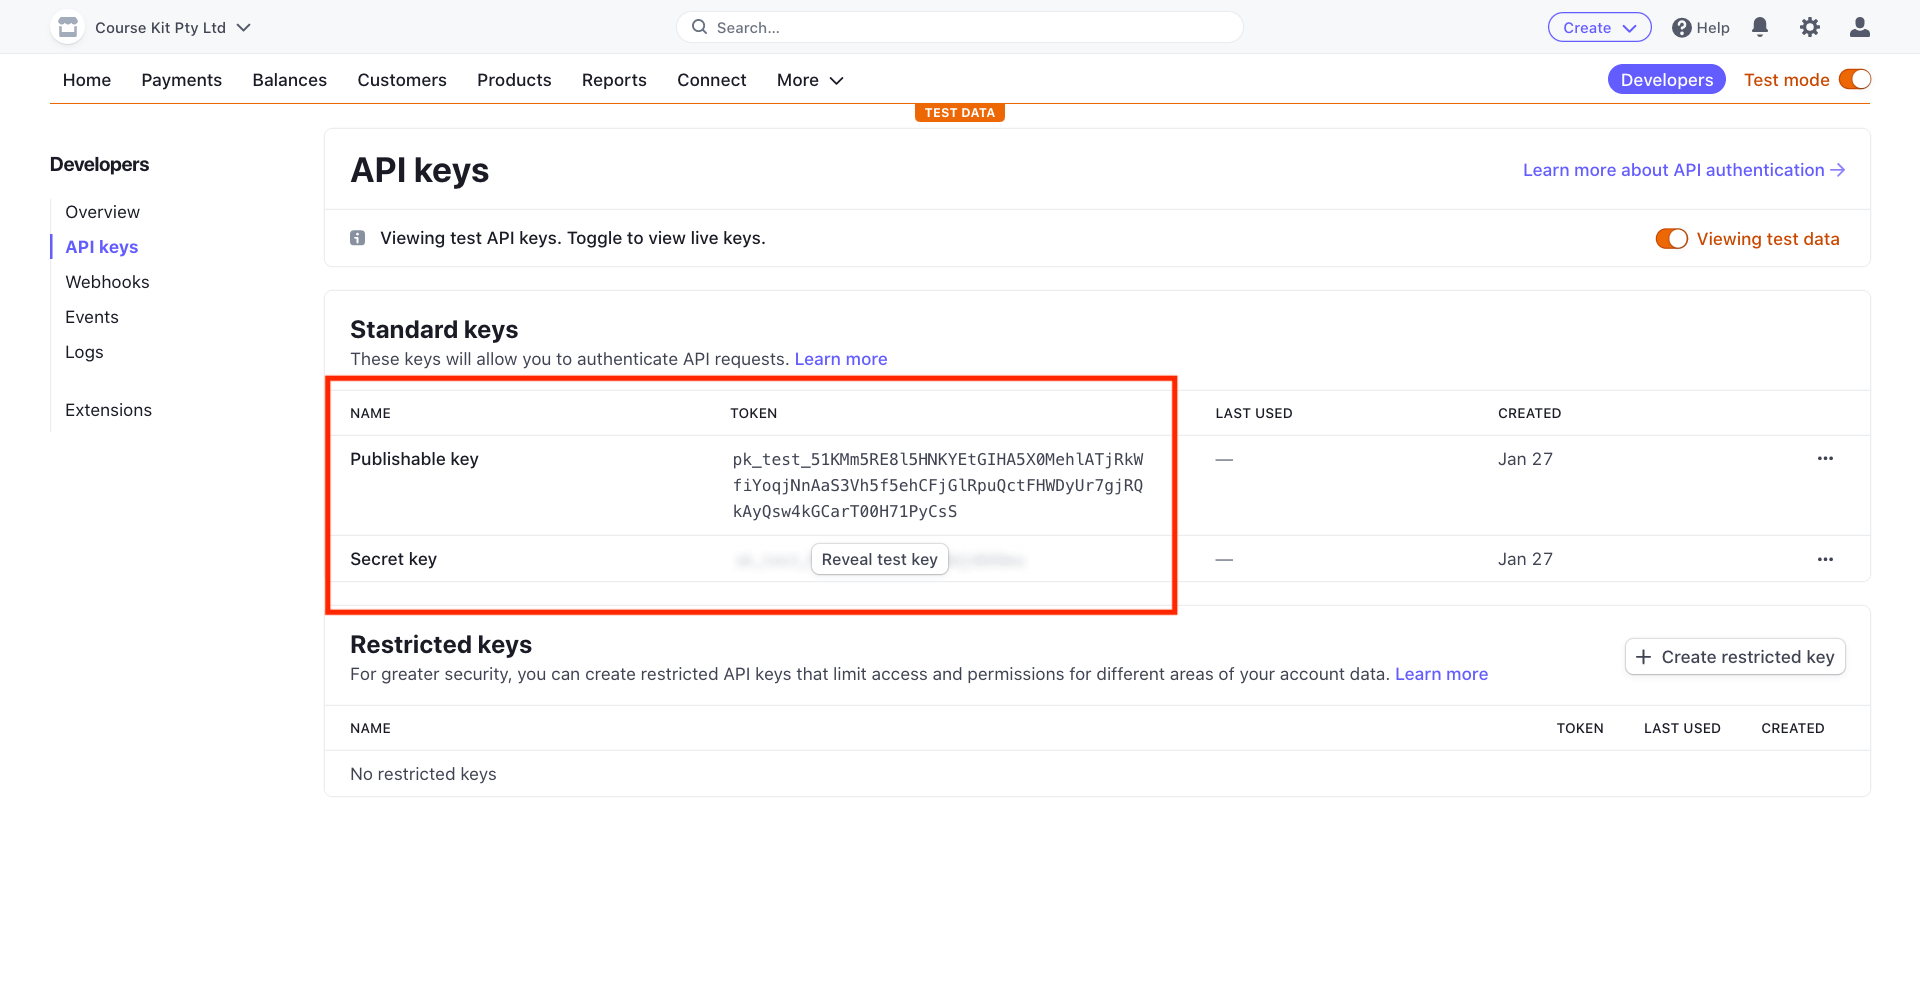 Course Kit Pty Ltd
Search...
Create
Help
Home Payments Balances Customers Products Reports Connect More
Developers Test mode
TEST DATA
Developers
Overview
API keys
Webhooks
Events
Logs
Extensions
API keys
Learn more about API authentication
Viewing test API keys. Toggle to view live keys.
Viewing test data
Standard keys
These keys will allow you to authenticate API requests. Learn more
NAME TOKEN LAST USED CREATED
Publishable key pk_test_51KMm5RE8l5HNKYEtGIHA5X0MehlATjRkW — Jan 27
fiYoqjNnAaS3Vh5f5ehCFjGlRpuQctFHWDyUr7gjRQ
kAyQsw4kGCarT00H71PyCsS
Secret key Reveal test key — Jan 27
Restricted keys
For greater security, you can create restricted API keys that limit access and permissions for different areas of your account data. Learn more
Create restricted key
NAME TOKEN LAST USED CREATED
No restricted keys